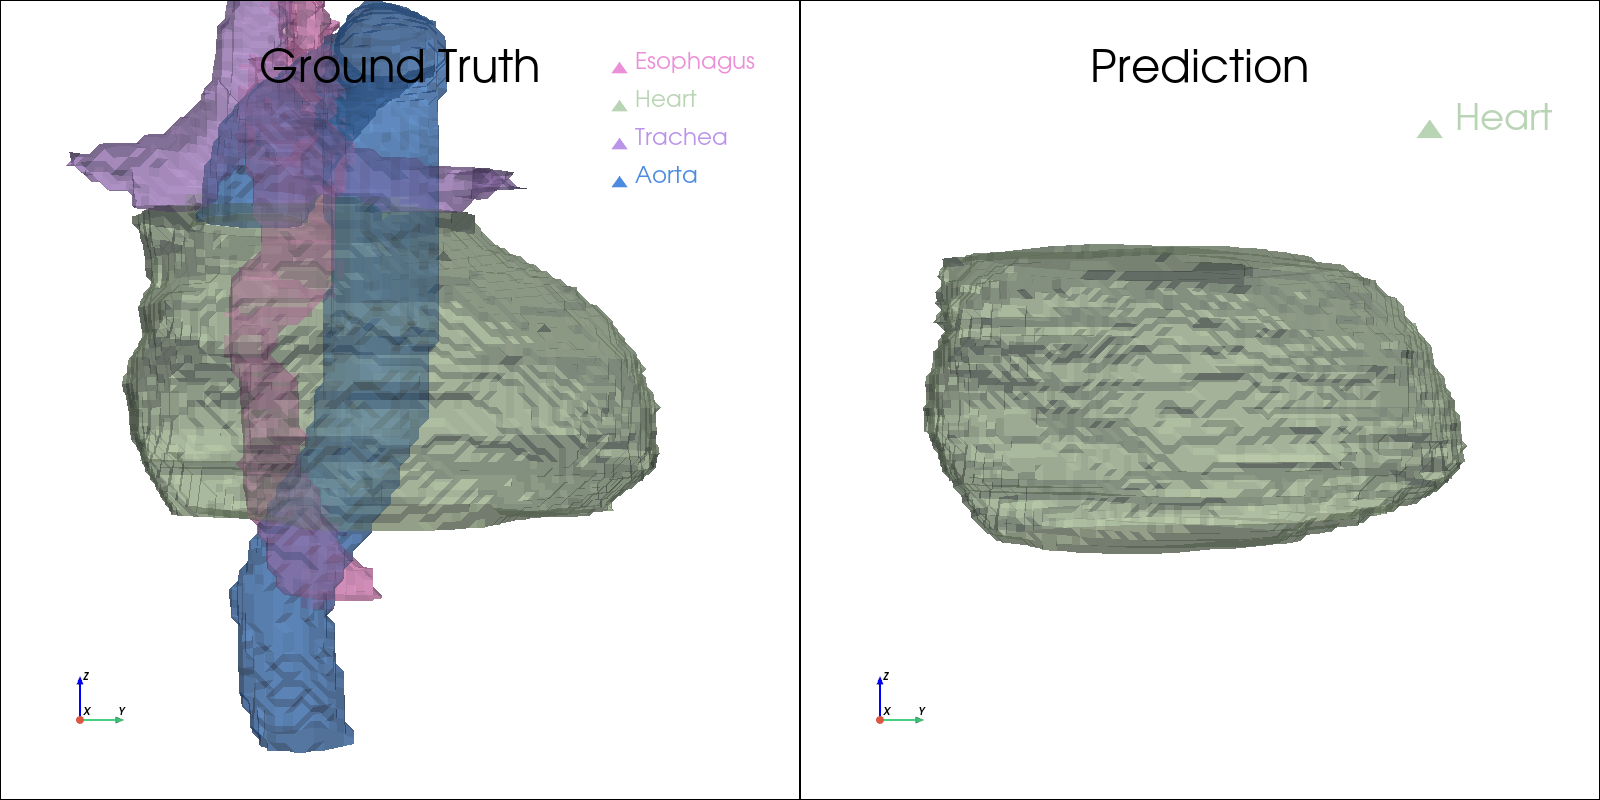 Ground Truth
Esophagus
Heart
Trachea
Aorta
Z
X
Y
Prediction
Heart
Z
X
Y